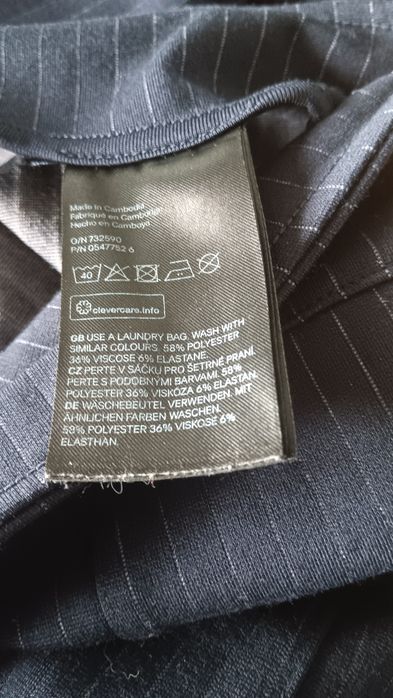 Made in Cambodia
Fabriqué en Cambodge
Hecho en Camboya
O/N 732590
P/N 0547752 6
40
clevercare.info
GB USE A LAUNDRY BAG. WASH WITH
SIMILAR COLOURS. 58% POLYESTER
36% VISCOSE 6% ELASTANE.
CZ PERTE V SÁČKU PRO ŠETRNÉ PRANÍ.
PERTE S PODOBNÝMI BARVAMI. 58%
POLYESTER 36% VISKÓZA 6% ELASTAN.
DE WÄSCHEBEUTEL VERWENDEN. MIT
ÄHNLICHEN FARBEN WASCHEN.
58% POLYESTER 36% VISKOSE 6%
ELASTHAN.